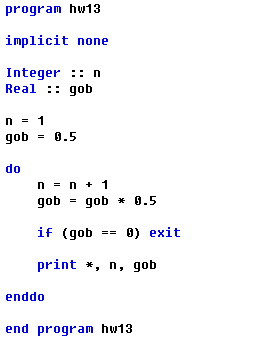 program hw13
implicit none
Integer :: n
Real :: gob
n = 1
gob = 0.5
do
n = n + 1
gob = gob * 0.5
if (gob == 0) exit
print *, n, gob
enddo
end program hw13